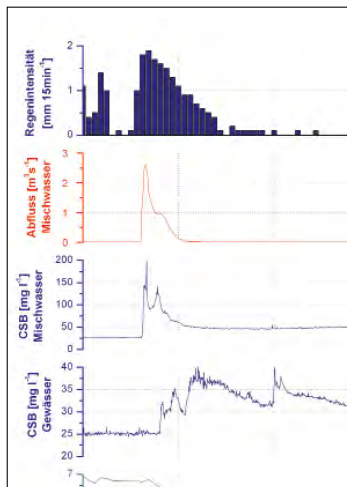 Regenintensität
[mm 15min⁻¹]
2
1
0
Abfluss [m³s⁻¹]
Mischwasser
3
2
1
0
CSB [mg l⁻¹]
Mischwasser
200
150
100
50
0
CSB [mg l⁻¹]
Gewässer
40
35
30
25
20
7